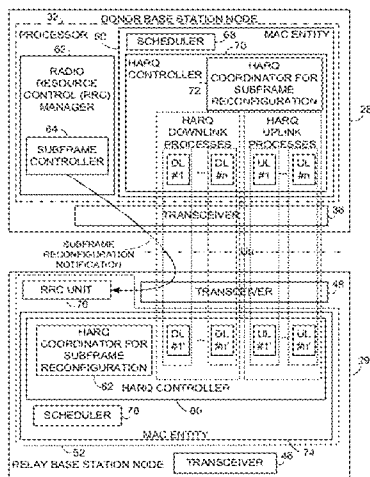 DONOR BASE STATION NODE
32
PROCESSOR
60
MAC ENTITY
63
SCHEDULER
68
70
RADIO RESOURCE CONTROL (RRC) MANAGER
HARQ CONTROLLER
72
HARQ COORDINATOR FOR SUBFRAME RECONFIGURATION
64
SUBFRAME CONTROLLER
HARQ DOWNLINK PROCESSES
HARQ UPLINK PROCESSES
DL #1
DL #n
UL #1
UL #n
28
TRANSCEIVER
SUBFRAME RECONFIGURATION NOTIFICATION
RRC UNIT
76
TRANSCEIVER
48
HARQ COORDINATOR FOR SUBFRAME RECONFIGURATION
82
DL #1'
DL #n'
UL #1'
UL #n'
HARQ CONTROLLER
29
SCHEDULER
78
80
MAC ENTITY
52
74
RELAY BASE STATION NODE
TRANSCEIVER
46